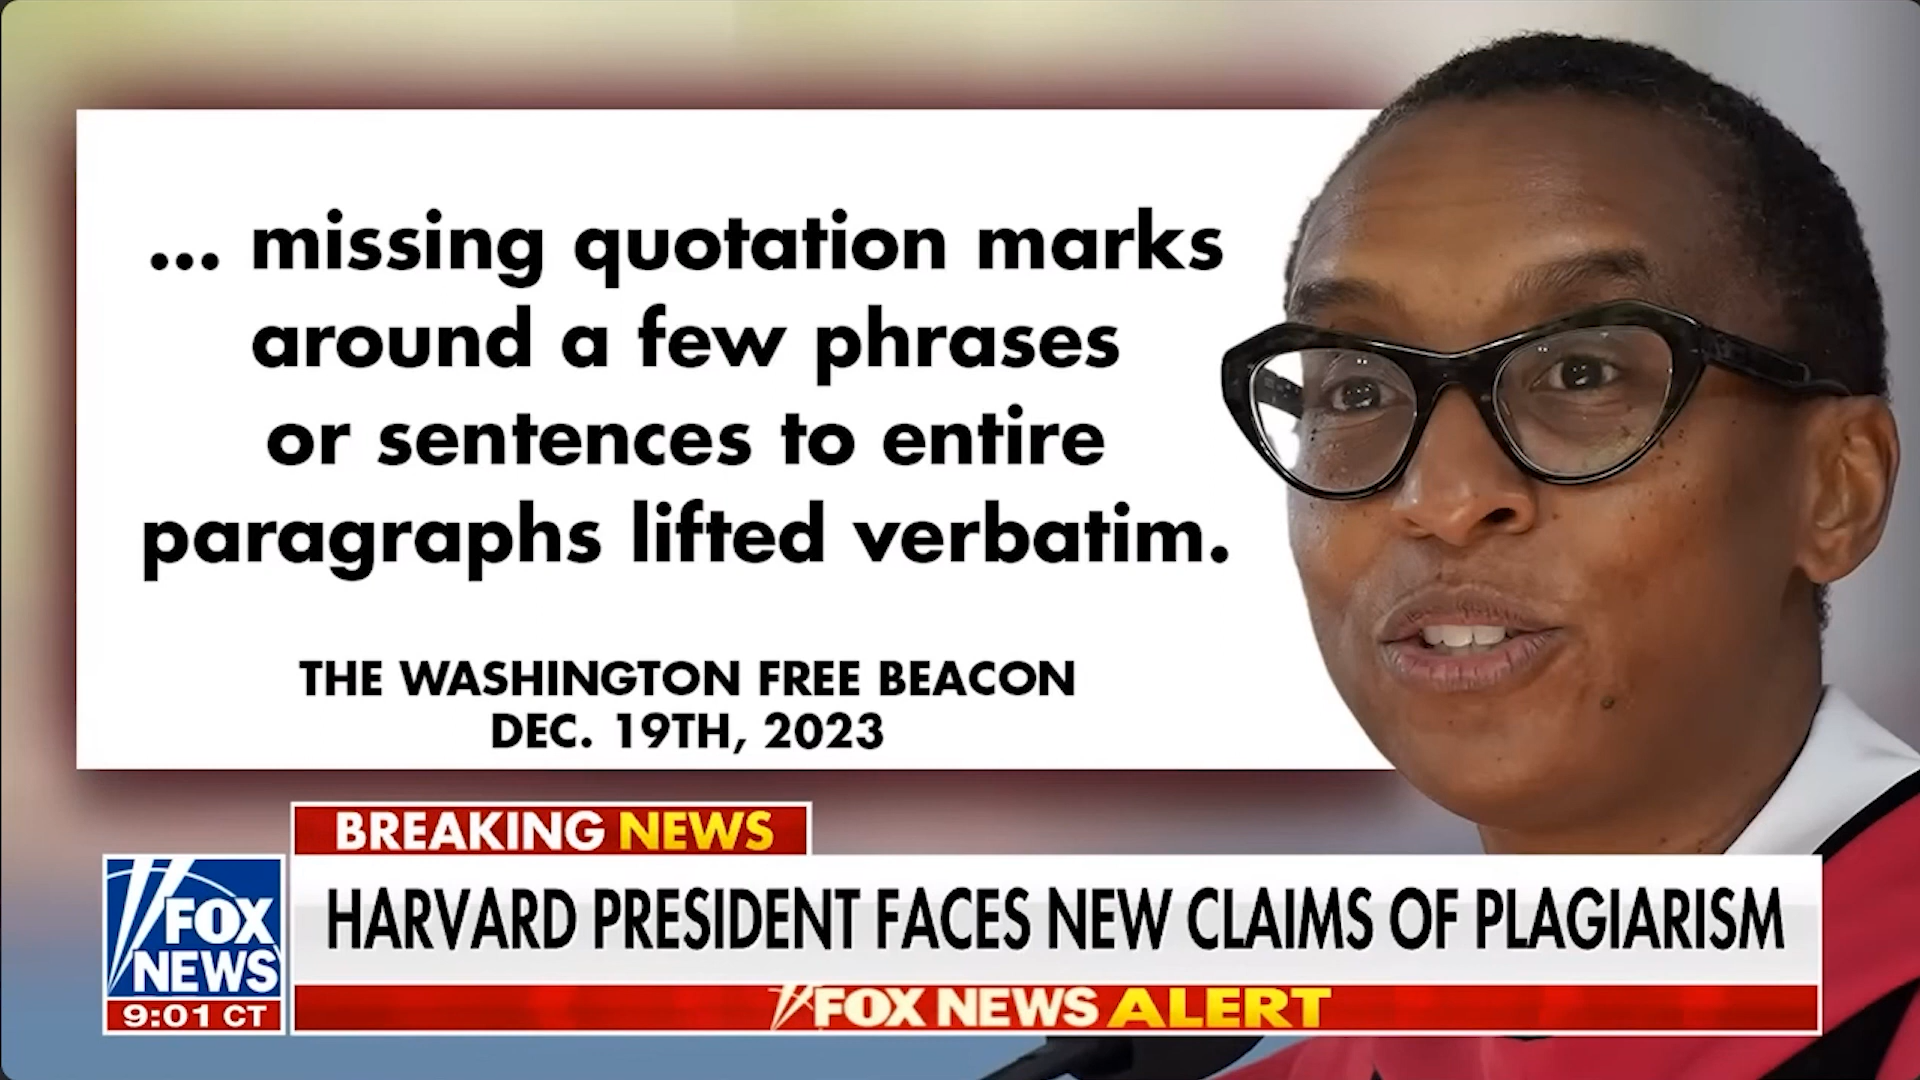 ... missing quotation marks
around a few phrases
or sentences to entire
paragraphs lifted verbatim.
THE WASHINGTON FREE BEACON
DEC. 19TH, 2023
BREAKING NEWS
HARVARD PRESIDENT FACES NEW CLAIMS OF PLAGIARISM
FOX
NEWS
9:01 CT
FOX NEWS ALERT